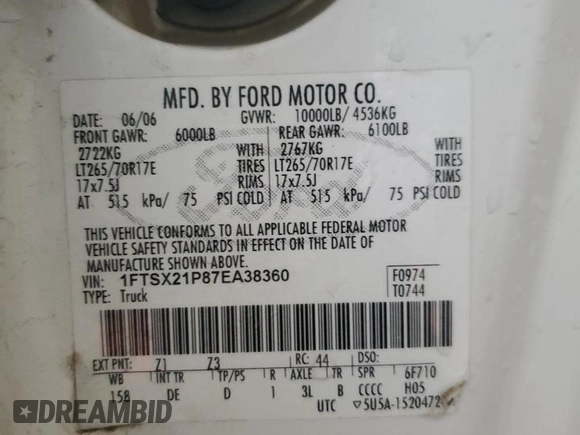 MFD. BY FORD MOTOR CO.
DATE: 06/06 GVWR: 10000LB/ 4536KG
FRONT GAWR: 6000LB REAR GAWR: 6100LB
2722KG WITH 2767KG WITH
LT265/70R17E TIRES LT265/70R17E TIRES
17x7.5J RIMS 17x7.5J RIMS
AT 515 kPa/ 75 PSI COLD AT 515 kPa/ 75 PSI COLD
THIS VEHICLE CONFORMS TO ALL APPLICABLE FEDERAL MOTOR
VEHICLE SAFETY STANDARDS IN EFFECT ON THE DATE OF
MANUFACTURE SHOWN ABOVE.
VIN: 1FTSX21P87EA38360 F0974
TYPE: Truck T0744
EXT PNT: Z1 Z3 RC: 44 DSO:
WB INT TR TP/PS R AXLE TR SPR 6F710
158 DE D 1 3L B CCCC H05
UTC 5U5A-1520472
DREAMBID